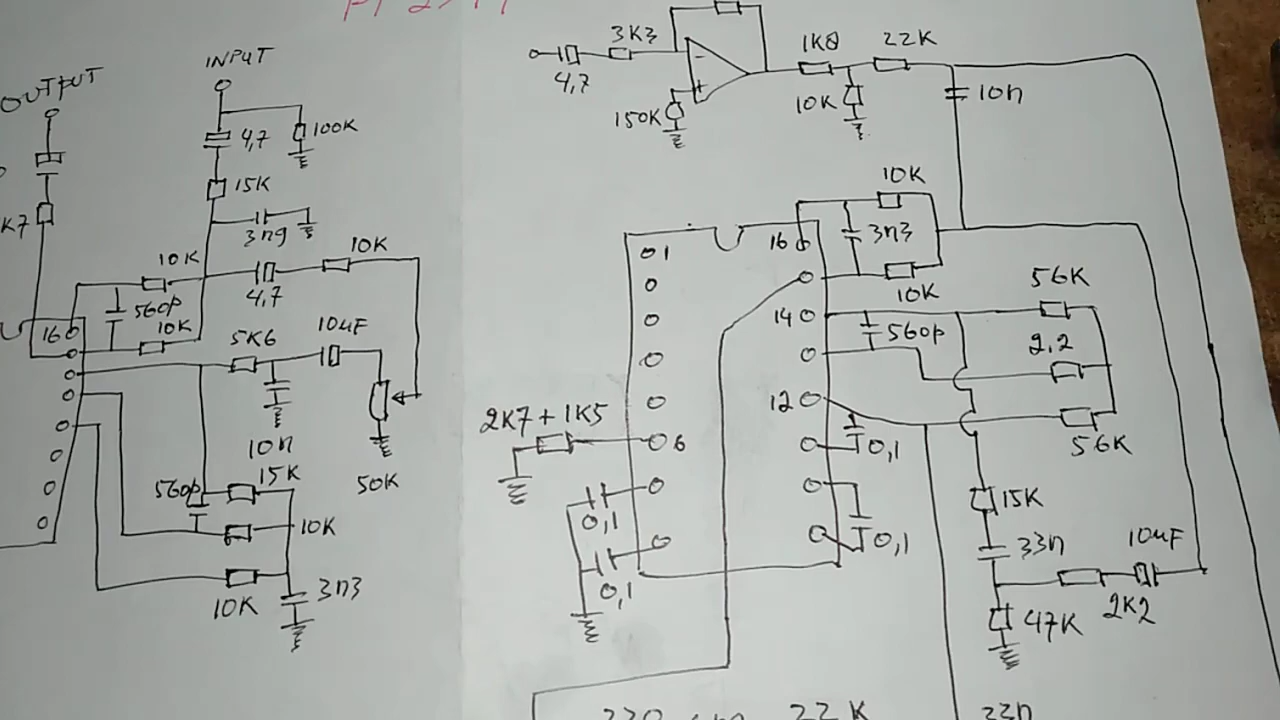 OUTPUT
INPUT
4,7
100K
15K
K7
3n9
10K
10K
4,7
560p
16
10K
5K6
10uF
10n
50K
560p
15K
10K
10K
3n3
3K3
4,7
150K
1K8
22K
10K
10n
1
16
10K
3n3
10K
14
560p
56K
2,2
12
56K
2K7+1K5
6
0,1
0,1
0,1
0,1
15K
33n
10uF
2K2
47K
22K